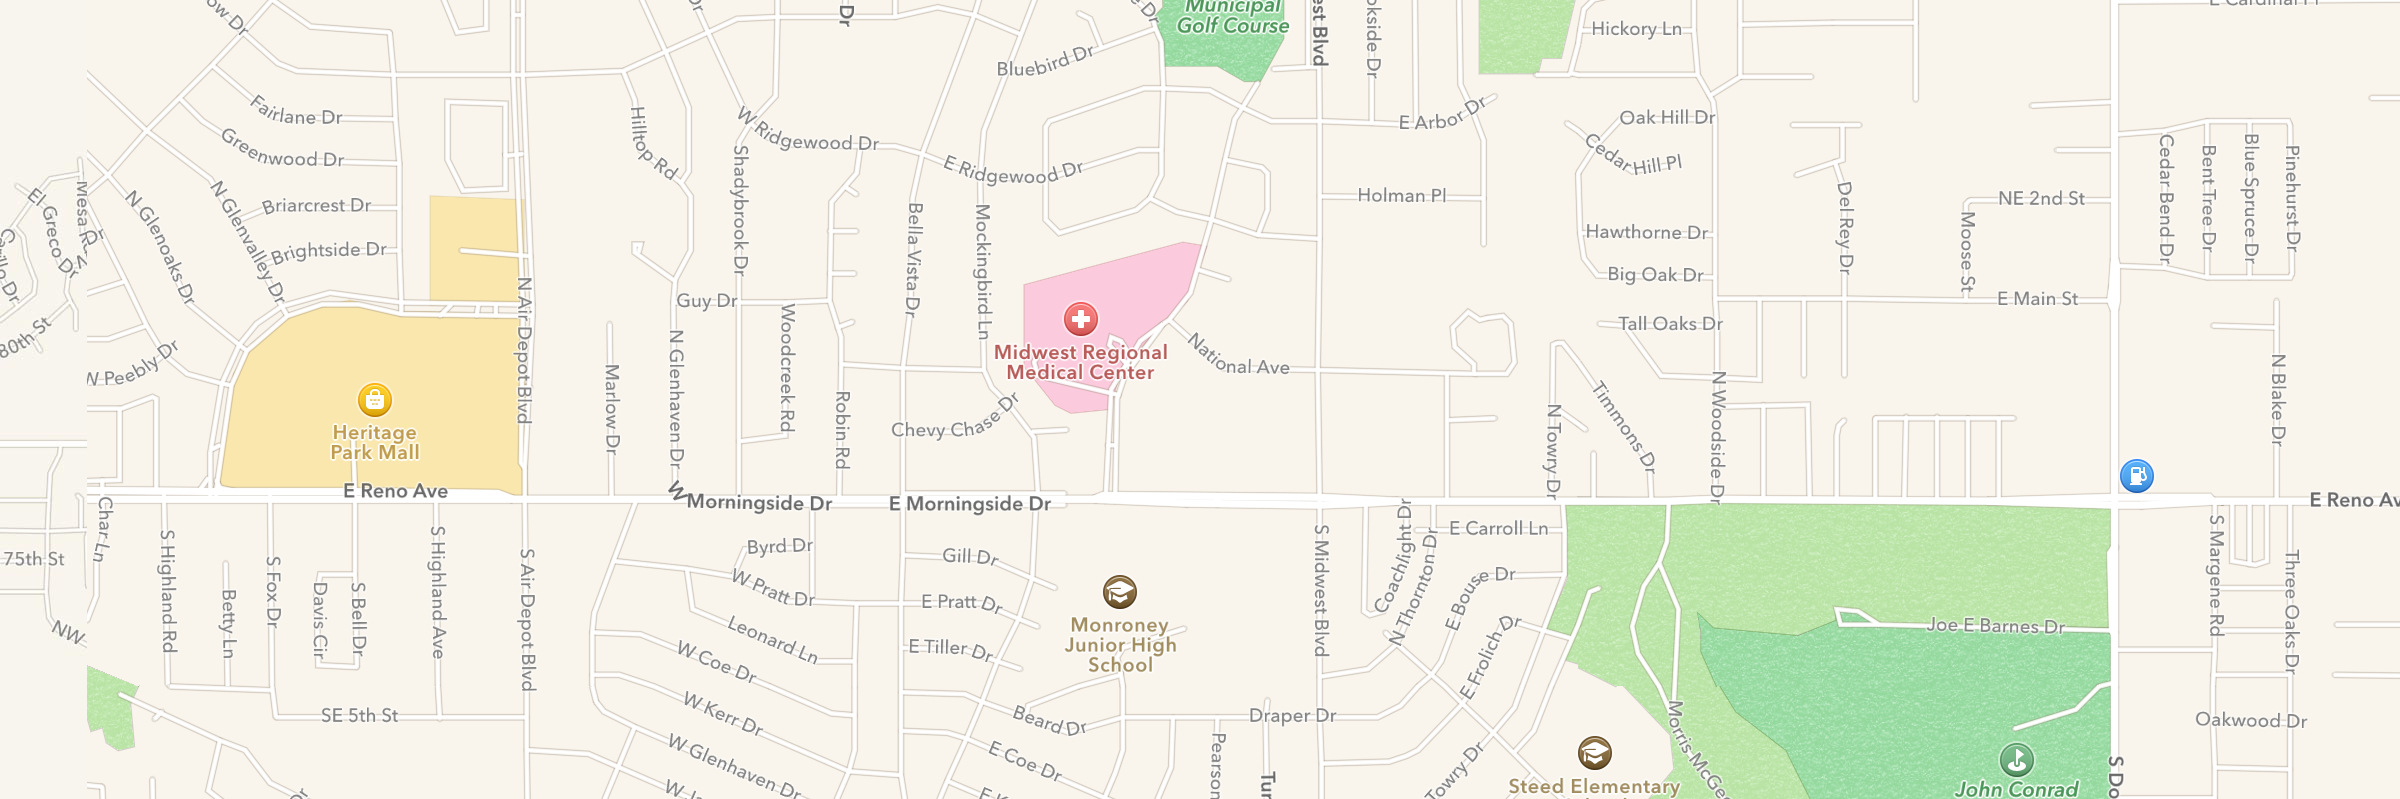 Municipal
Golf Course
Hickory Ln
Bluebird Dr
Fairlane Dr
Greenwood Dr
Hilltop Rd
W Ridgewood Dr
E Ridgewood Dr
E Arbor Dr
Oak Hill Dr
Cedar Hill Pl
Holman Pl
Shadybrook Dr
El Greco Dr
N Glenoaks Dr
N Glenvalley Dr
Briarcrest Dr
Brightside Dr
Bella Vista Dr
Mockingbird Ln
Hawthorne Dr
Big Oak Dr
Del Rey Dr
Moose St
NE 2nd St
Cedar Bend Dr
Bent Tree Dr
Blue Spruce Dr
Pinehurst Dr
80th St
W Peebly Dr
N Air Depot Blvd
Guy Dr
Woodcreek Rd
N Glenhaven Dr
Marlow Dr
Robin Rd
Midwest Regional
Medical Center
National Ave
Tall Oaks Dr
E Main St
N Blake Dr
Heritage
Park Mall
Chevy Chase Dr
N Towry Dr
Timmons Dr
N Woodside Dr
E Reno Ave
W Morningside Dr
E Morningside Dr
E Reno Av
Char Ln
75th St
NW
S Highland Rd
Betty Ln
S Fox Dr
Davis Cir
S Bell Dr
S Highland Ave
S Air Depot Blvd
SE 5th St
Byrd Dr
W Pratt Dr
Leonard Ln
W Coe Dr
W Kerr Dr
W Glenhaven Dr
Gill Dr
E Pratt Dr
E Tiller Dr
Beard Dr
E Coe Dr
Monroney
Junior High
School
S Midwest Blvd
Coachlight Dr
N Thornton Dr
E Carroll Ln
E Bouse Dr
E Frolich Dr
Draper Dr
Pearson
Towry Dr
Steed Elementary
Morris McGee
Joe E Barnes Dr
John Conrad
S Margene Rd
Three Oaks Dr
Oakwood Dr
S Do